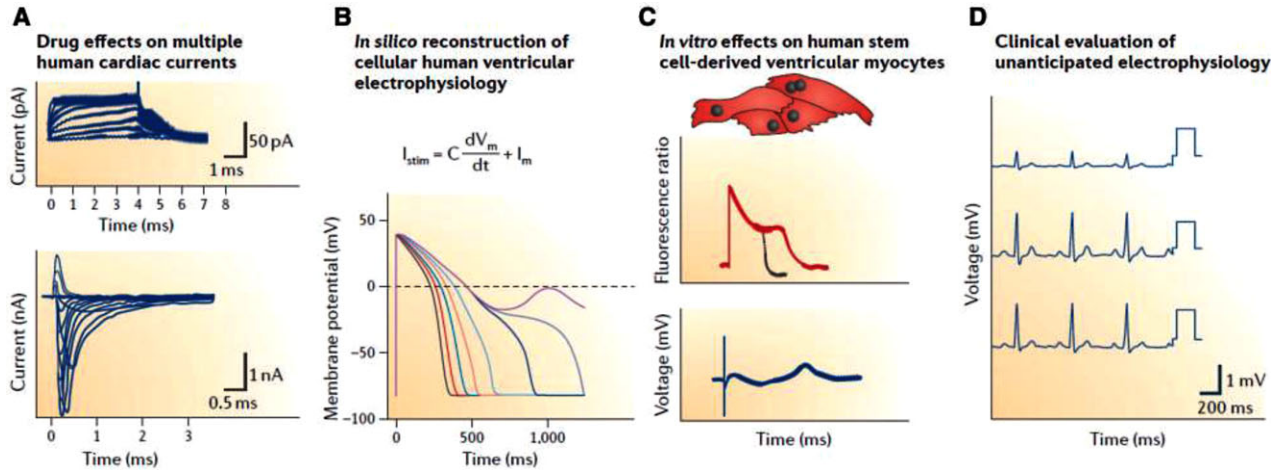 A
Drug effects on multiple
human cardiac currents
Current (pA)
50 pA
1 ms
0 1 2 3 4 5 6 7 8
Time (ms)
Current (nA)
1 nA
0.5 ms
0 1 2 3
Time (ms)
B
In silico reconstruction of
cellular human ventricular
electrophysiology
I_stim = C dV_m/dt + I_m
Membrane potential (mV)
50
0
−50
−100
0 500 1,000
Time (ms)
C
In vitro effects on human stem
cell-derived ventricular myocytes
Fluorescence ratio
Voltage (mV)
Time (ms)
D
Clinical evaluation of
unanticipated electrophysiology
Voltage (mV)
1 mV
200 ms
Time (ms)